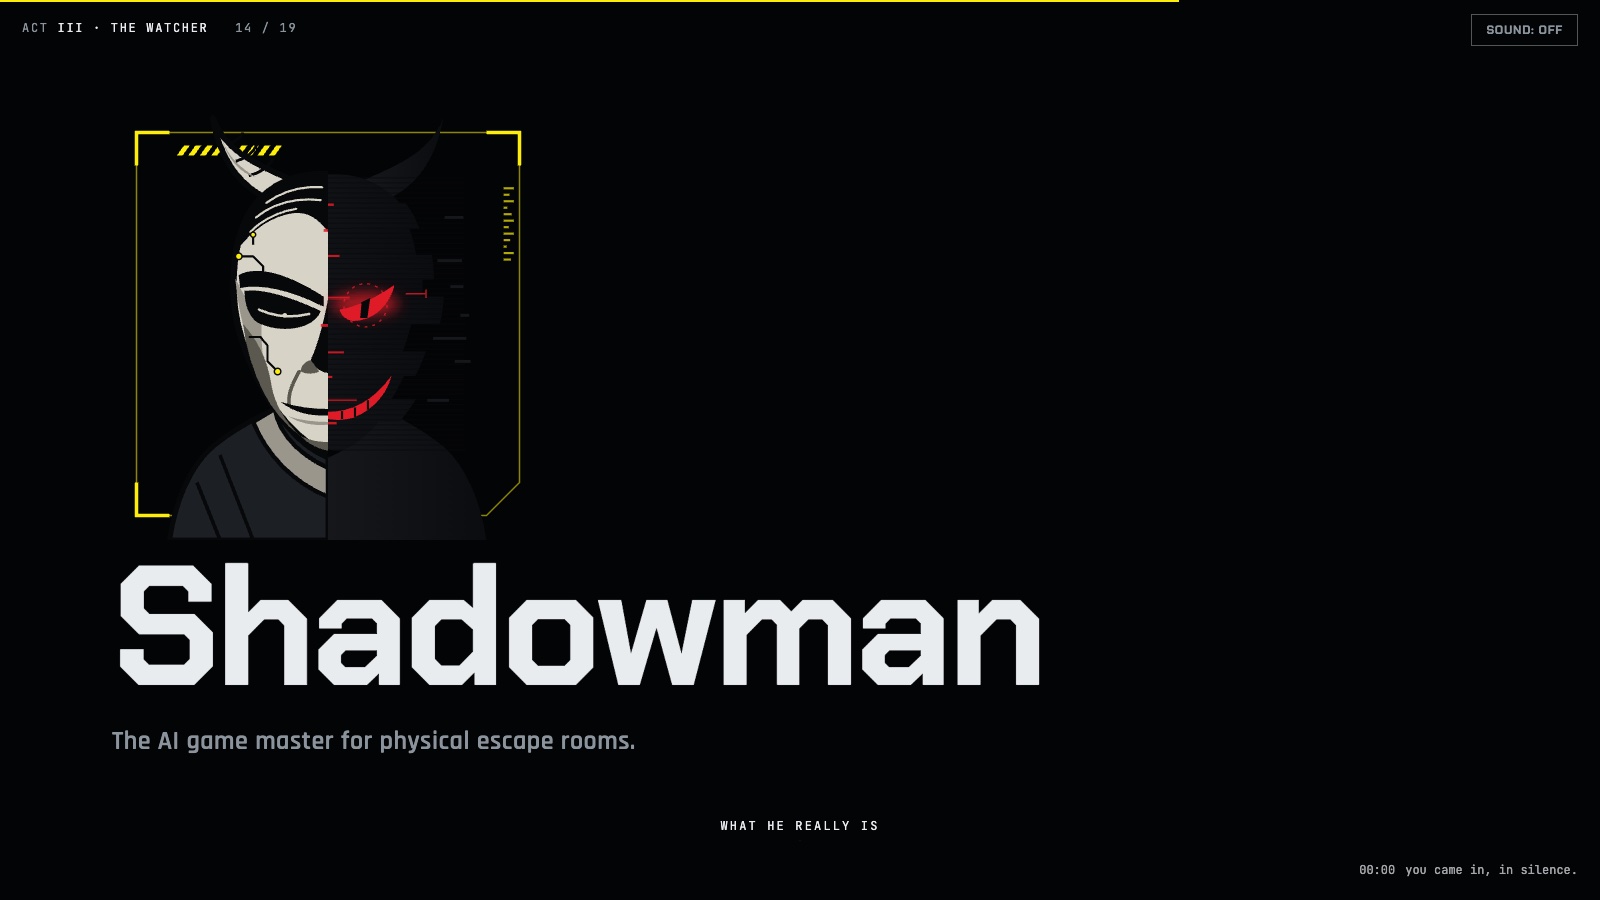 ACT III · THE WATCHER 14 / 19
SOUND: OFF
Shadowman
The AI game master for physical escape rooms.
WHAT HE REALLY IS
00:00 you came in, in silence.